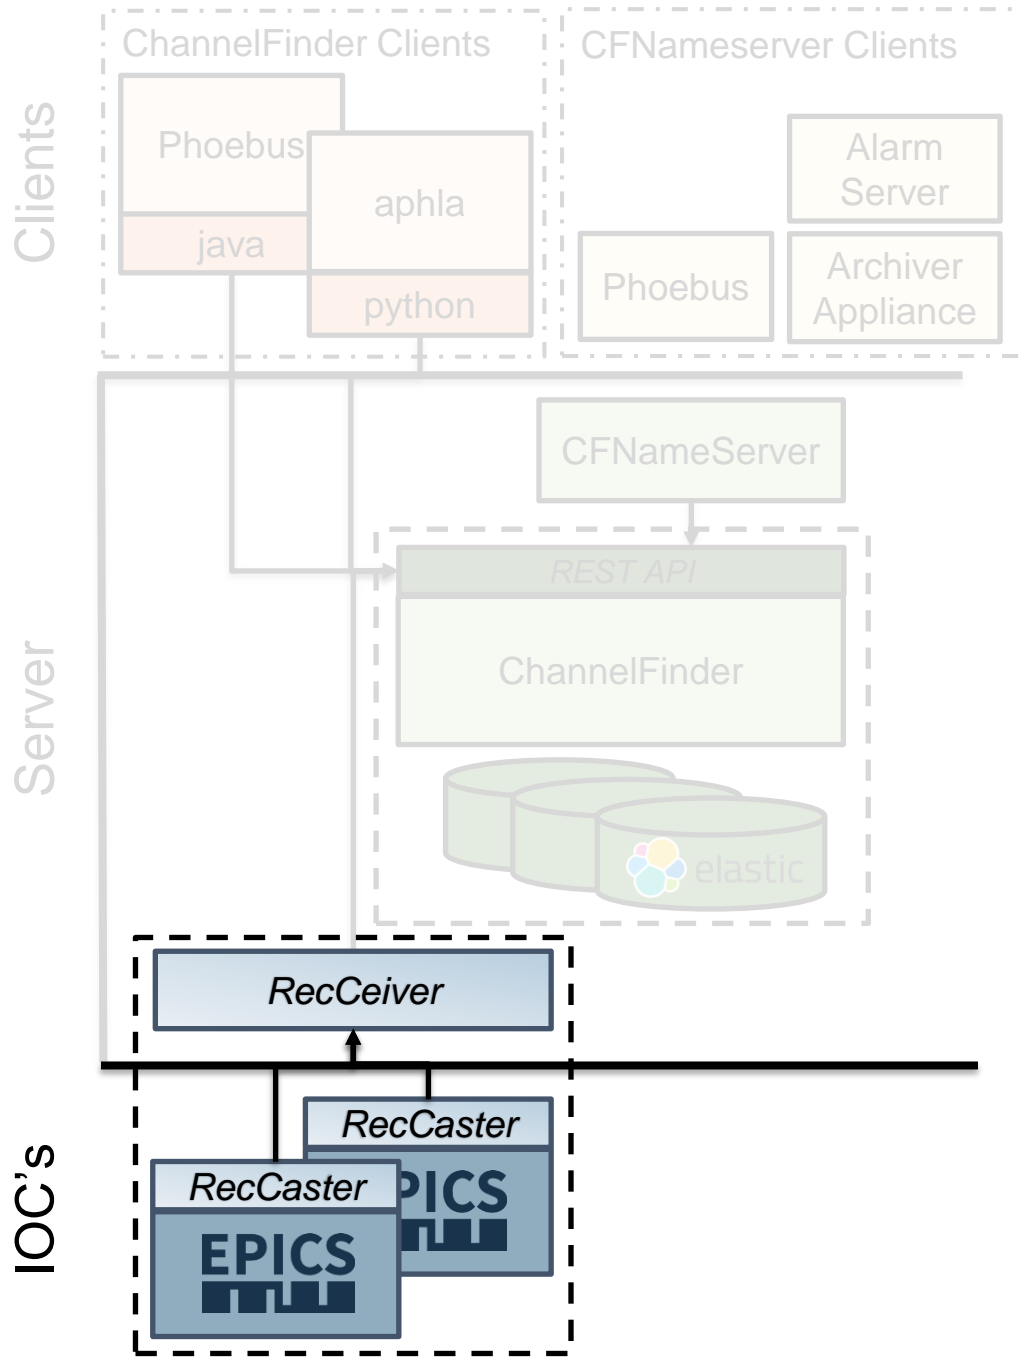 Clients
ChannelFinder Clients
Phoebus
java
aphla
python
CFNameserver Clients
Alarm
Server
Phoebus
Archiver
Appliance
Server
CFNameServer
REST API
ChannelFinder
elastic
IOC's
RecCeiver
RecCaster
PICS
RecCaster
EPICS